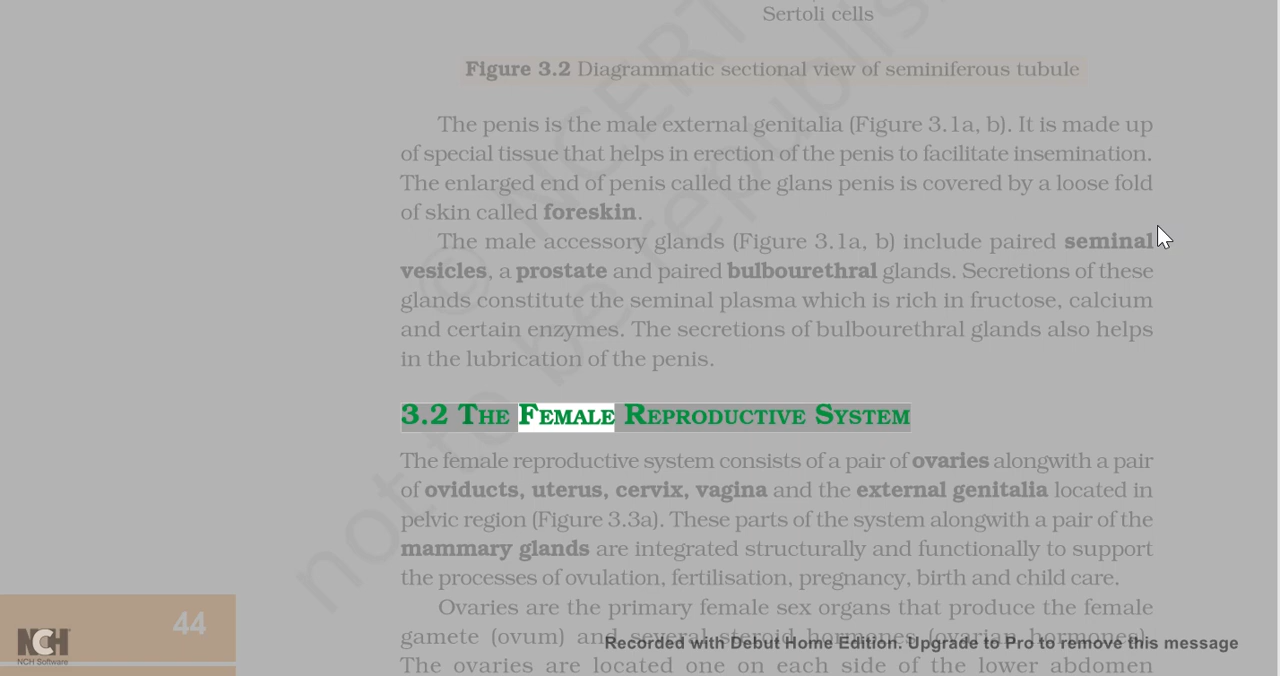 Sertoli cells
Figure 3.2 Diagrammatic sectional view of seminiferous tubule
The penis is the male external genitalia (Figure 3.1a, b). It is made up
of special tissue that helps in erection of the penis to facilitate insemination.
The enlarged end of penis called the glans penis is covered by a loose fold
of skin called foreskin.
The male accessory glands (Figure 3.1a, b) include paired seminal
vesicles, a prostate and paired bulbourethral glands. Secretions of these
glands constitute the seminal plasma which is rich in fructose, calcium
and certain enzymes. The secretions of bulbourethral glands also helps
in the lubrication of the penis.
3.2 THE FEMALE REPRODUCTIVE SYSTEM
The female reproductive system consists of a pair of ovaries alongwith a pair
of oviducts, uterus, cervix, vagina and the external genitalia located in
pelvic region (Figure 3.3a). These parts of the system alongwith a pair of the
mammary glands are integrated structurally and functionally to support
the processes of ovulation, fertilisation, pregnancy, birth and child care.
Ovaries are the primary female sex organs that produce the female
gamete (ovum) and several steroid hormones (ovarian hormones).
The ovaries are located one on each side of the lower abdomen
44
NCH
NCH Software
Recorded with Debut Home Edition. Upgrade to Pro to remove this message
© NCERT
not to be republis